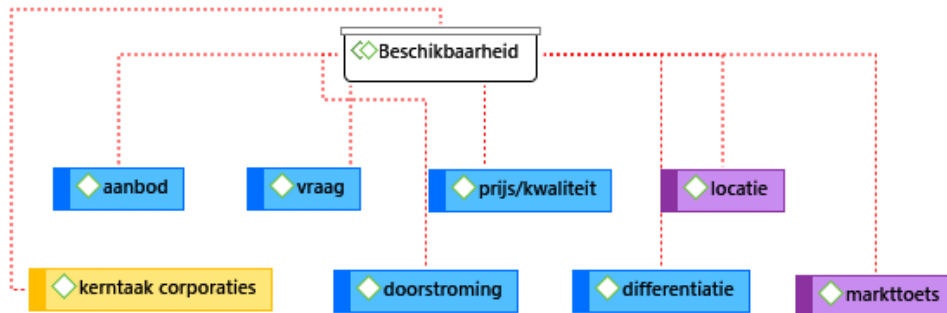 Beschikbaarheid
aanbod
vraag
prijs/kwaliteit
locatie
kerntaak corporaties
doorstroming
differentiatie
markttoets